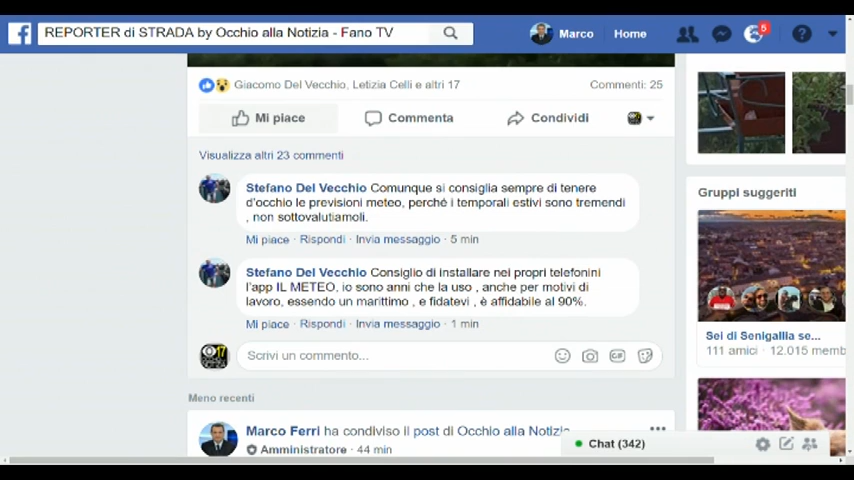 REPORTER di STRADA by Occhio alla Notizia - Fano TV
Marco
Home
5
Giacomo Del Vecchio, Letizia Celli e altri 17
Commenti: 25
Mi piace
Commenta
Condividi
Visualizza altri 23 commenti
Stefano Del Vecchio Comunque si consiglia sempre di tenere
d'occhio le previsioni meteo, perché i temporali estivi sono tremendi
, non sottovalutiamoli.
Mi piace · Rispondi · Invia messaggio · 5 min
Stefano Del Vecchio Consiglio di installare nei propri telefonini
l'app IL METEO, io sono anni che la uso , anche per motivi di
lavoro, essendo un marittimo , e fidatevi , è affidabile al 90%.
Mi piace · Rispondi · Invia messaggio · 1 min
Scrivi un commento...
GIF
Meno recenti
Marco Ferri ha condiviso il post di Occhio alla Notizia.
Amministratore · 44 min
Gruppi suggeriti
Sei di Senigallia se...
111 amici · 12.015 memb
Chat (342)